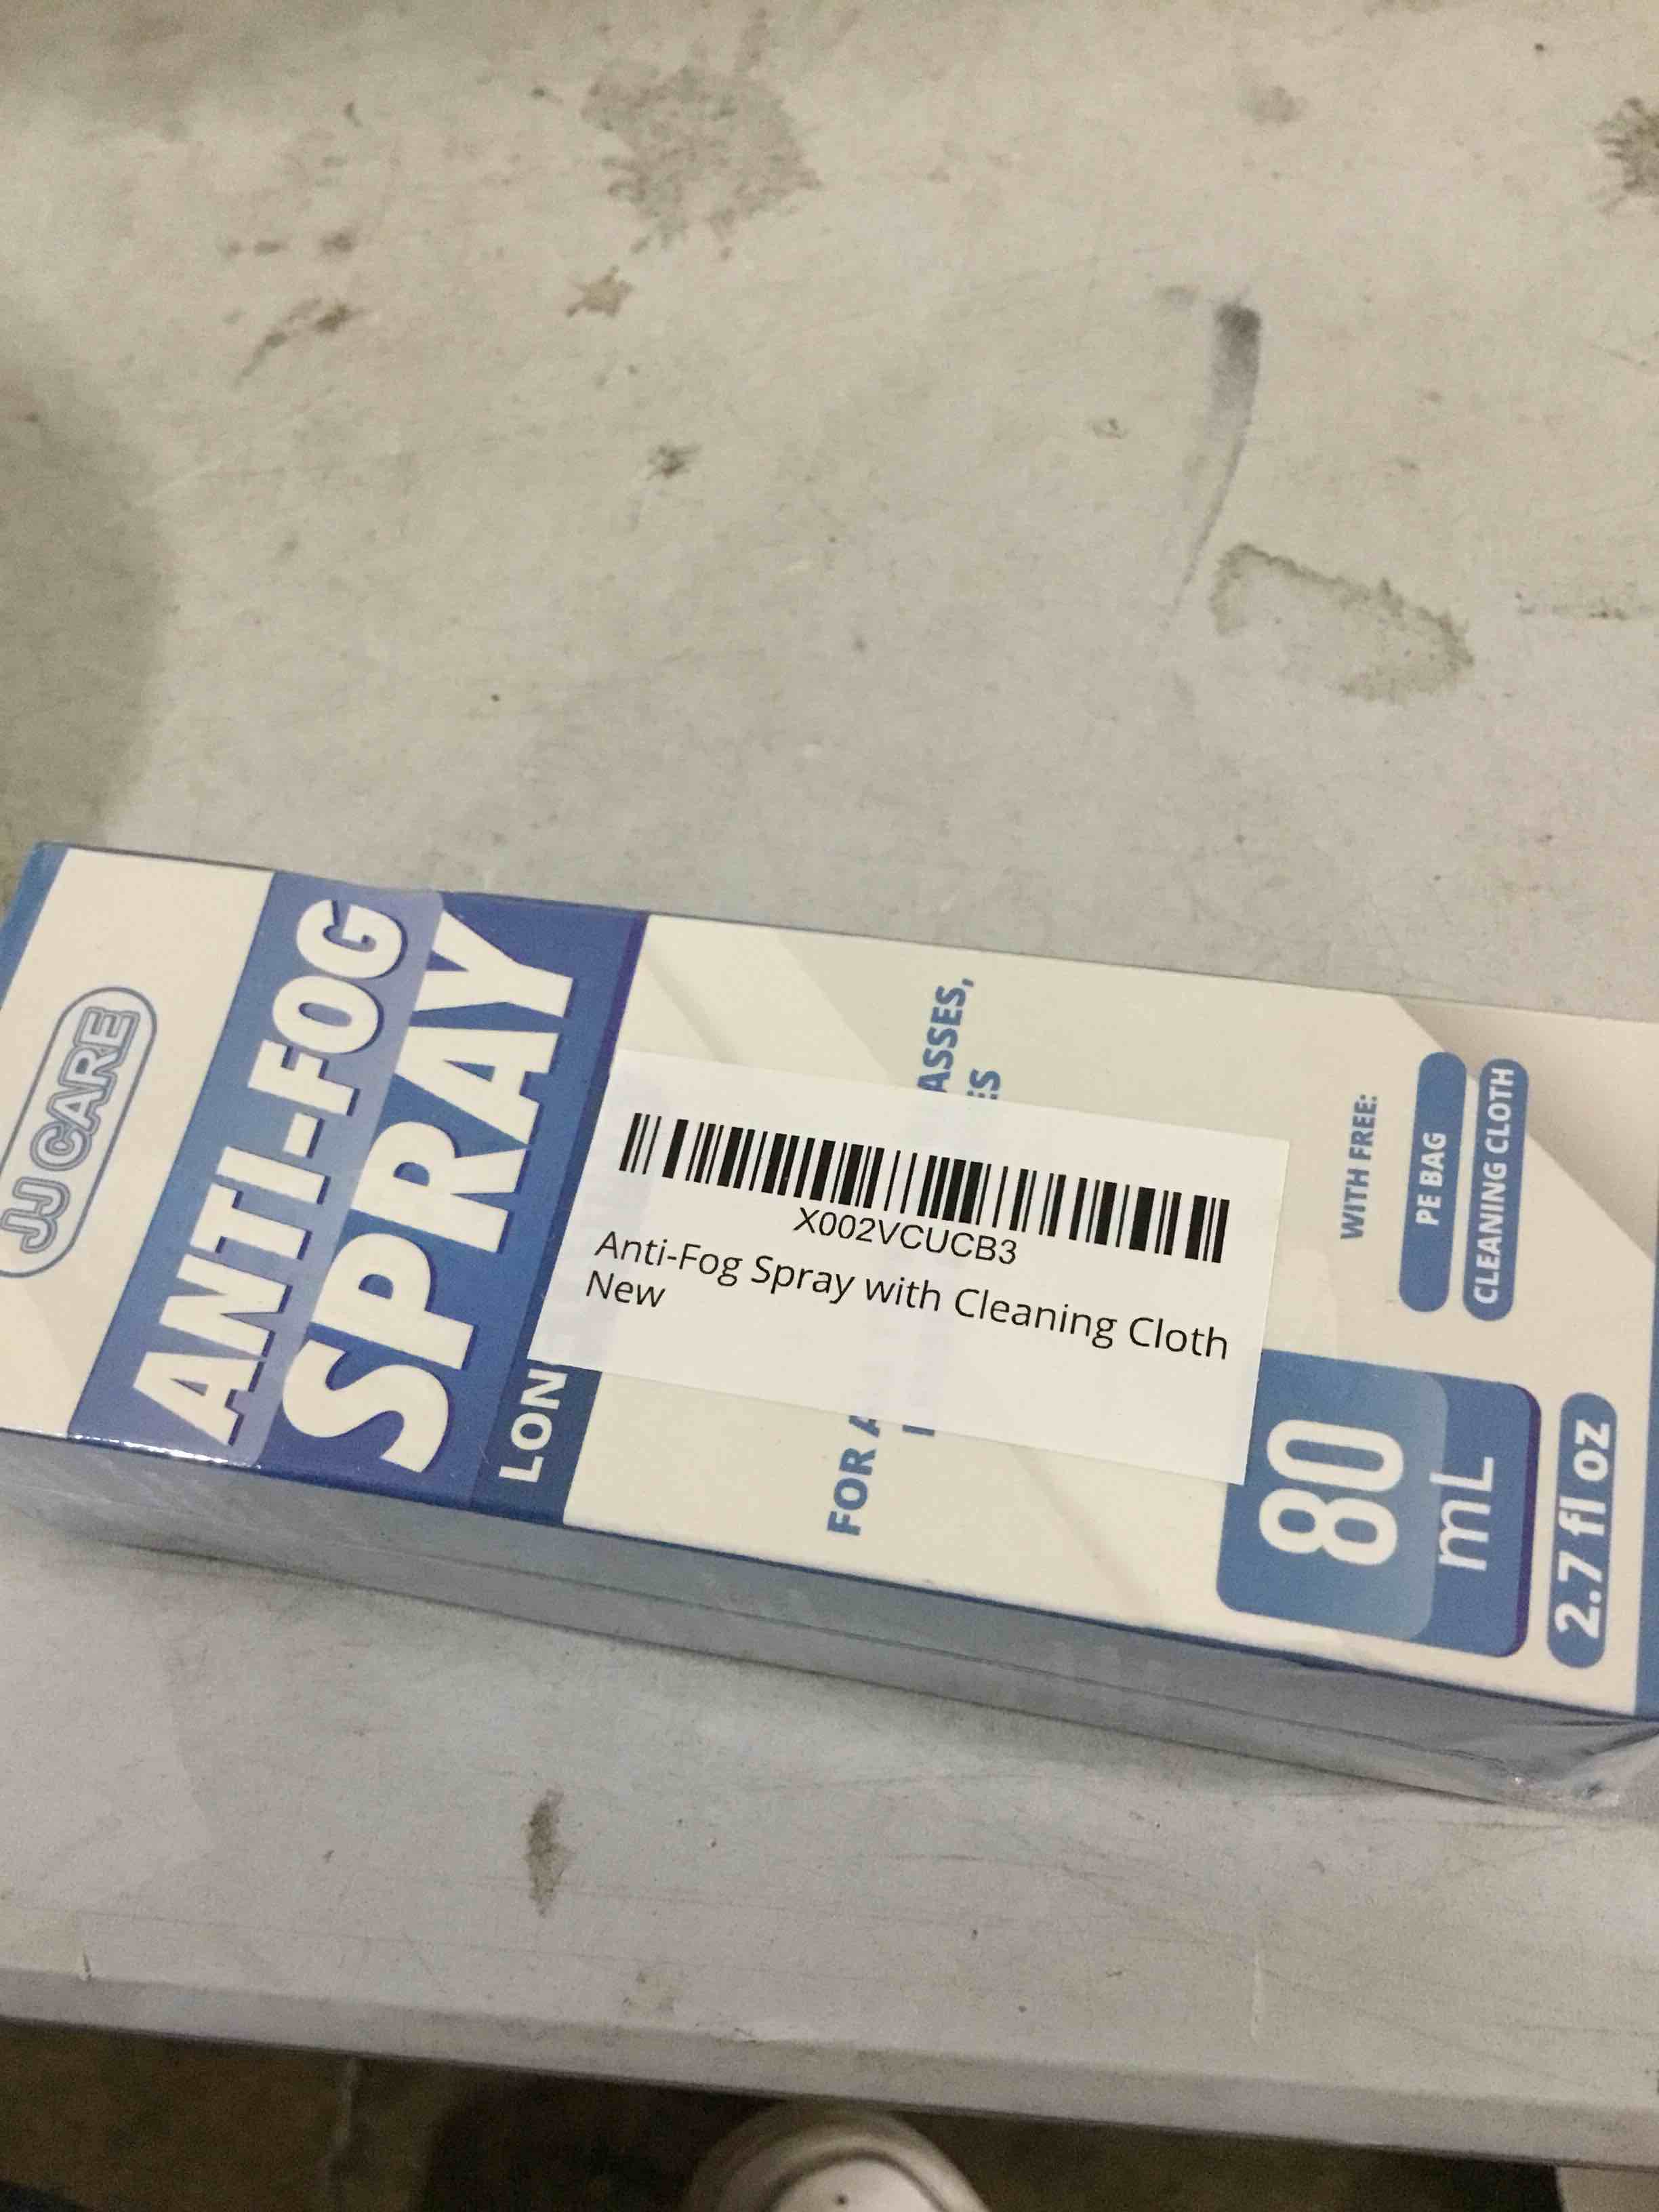 JJ CARE
ANTI-FOG
SPRAY
LON
FOR A
ASSES,
ES
X002VCUCB3
Anti-Fog Spray with Cleaning Cloth
New
WITH FREE:
PE BAG
CLEANING CLOTH
80
mL
2.7 fl oz